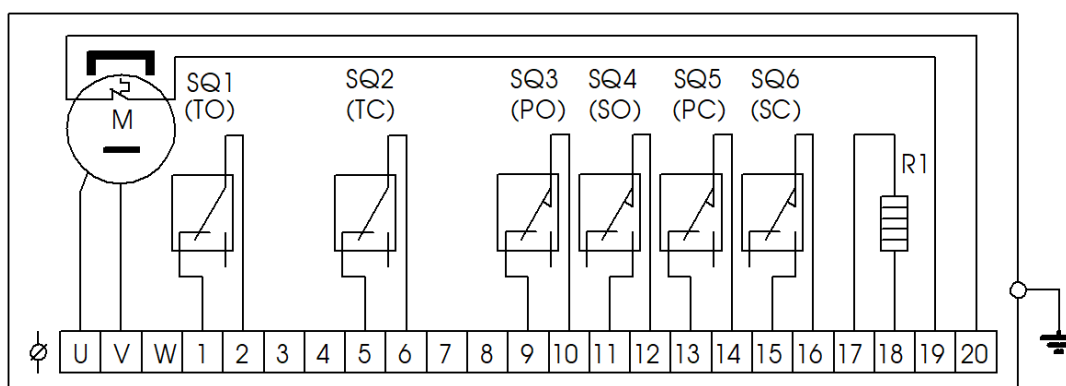 SQ1 SQ2 SQ3 SQ4 SQ5 SQ6
(TO) (TC) (PO) (SO) (PC) (SC)
M
R1
U V W 1 2 3 4 5 6 7 8 9 10 11 12 13 14 15 16 17 18 19 20